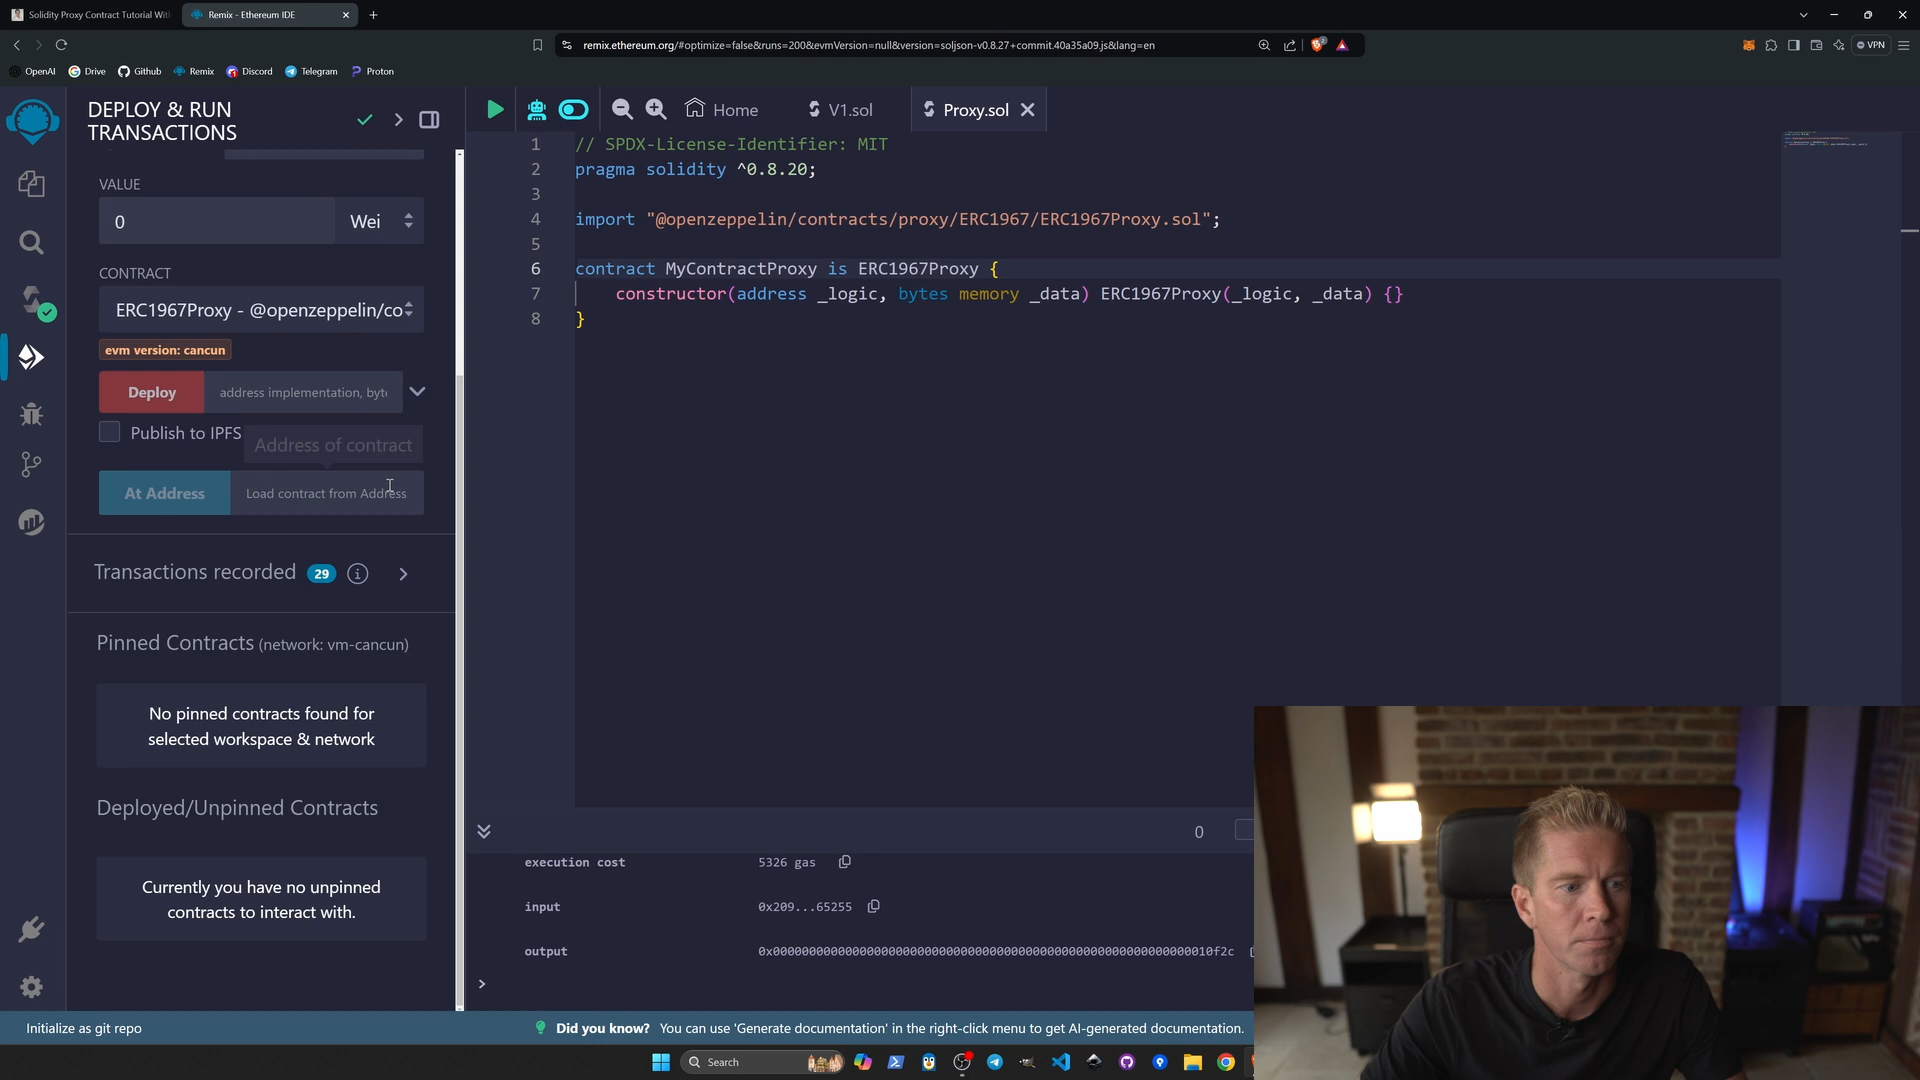 Solidity Proxy Contract Tutorial Wit
Remix - Ethereum IDE
remix.ethereum.org/#optimize=false&runs=200&evmVersion=null&version=soljson-v0.8.27+commit.40a35a09.js&lang=en
2
VPN
OpenAI
Drive
Github
Remix
Discord
Telegram
Proton
DEPLOY & RUN
TRANSACTIONS
Home
V1.sol
Proxy.sol
VALUE
0
Wei
CONTRACT
ERC1967Proxy - @openzeppelin/co
evm version: cancun
Deploy
address implementation, byt
Publish to IPFS
Address of contract
At Address
Load contract from Address
Transactions recorded 29
Pinned Contracts (network: vm-cancun)
No pinned contracts found for
selected workspace & network
Deployed/Unpinned Contracts
Currently you have no unpinned
contracts to interact with.
1 // SPDX-License-Identifier: MIT
2 pragma solidity ^0.8.20;
3
4 import "@openzeppelin/contracts/proxy/ERC1967/ERC1967Proxy.sol";
5
6 contract MyContractProxy is ERC1967Proxy {
7 constructor(address _logic, bytes memory _data) ERC1967Proxy(_logic, _data) {}
8 }
0
execution cost 5326 gas
input 0x209...65255
output 0x0000000000000000000000000000000000000000000000000000000000010f2c
>
Initialize as git repo
Did you know? You can use 'Generate documentation' in the right-click menu to get AI-generated documentation.
Search